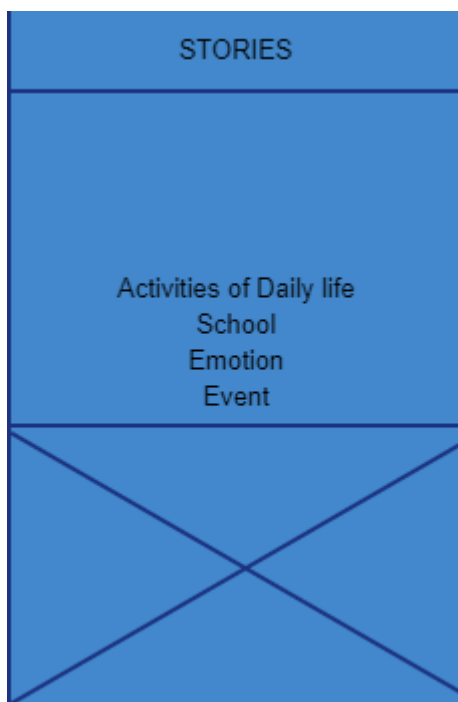 STORIES
Activities of Daily life
School
Emotion
Event